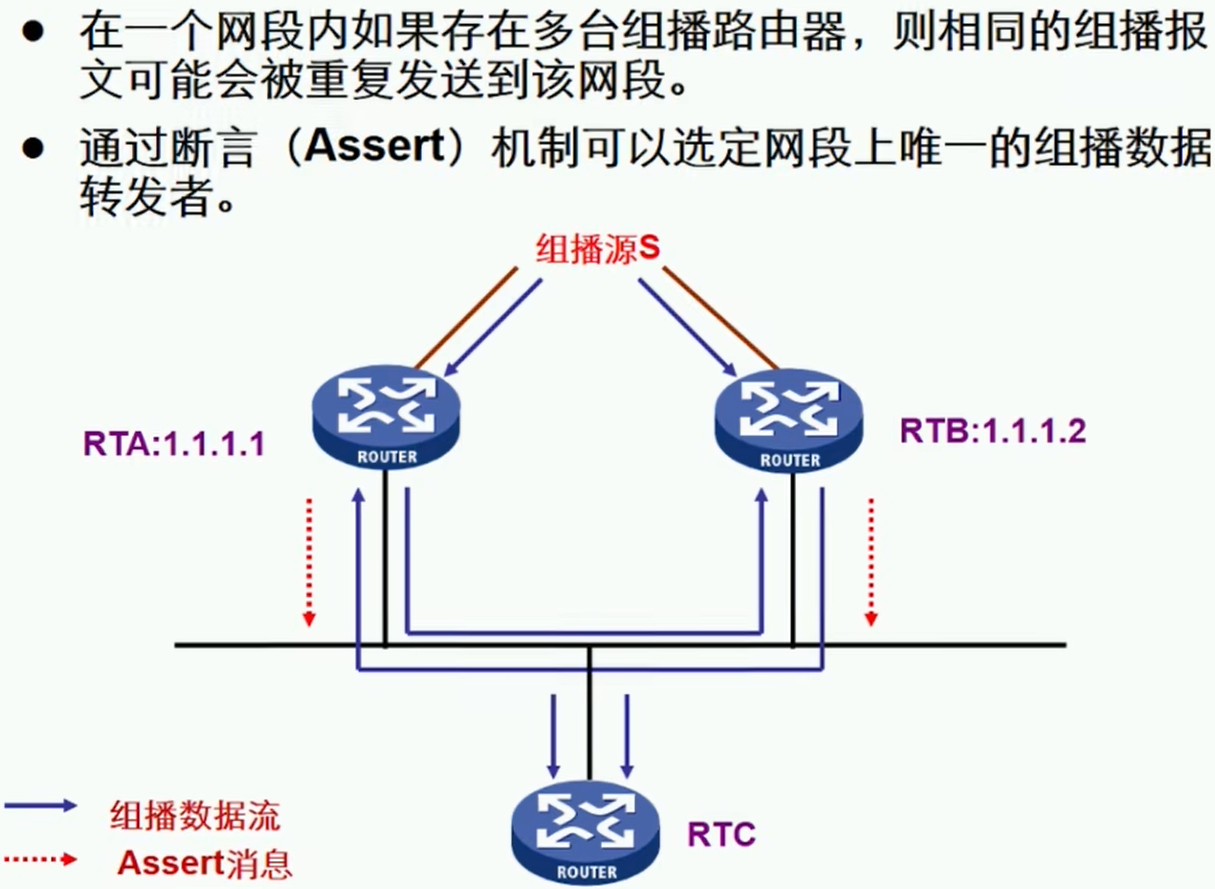 ● 在一个网段内如果存在多台组播路由器，则相同的组播报
文可能会被重复发送到该网段。
● 通过断言（Assert）机制可以选定网段上唯一的组播数据
转发者。
组播源S
RTA:1.1.1.1
ROUTER
ROUTER
RTB:1.1.1.2
组播数据流
Assert消息
ROUTER
RTC